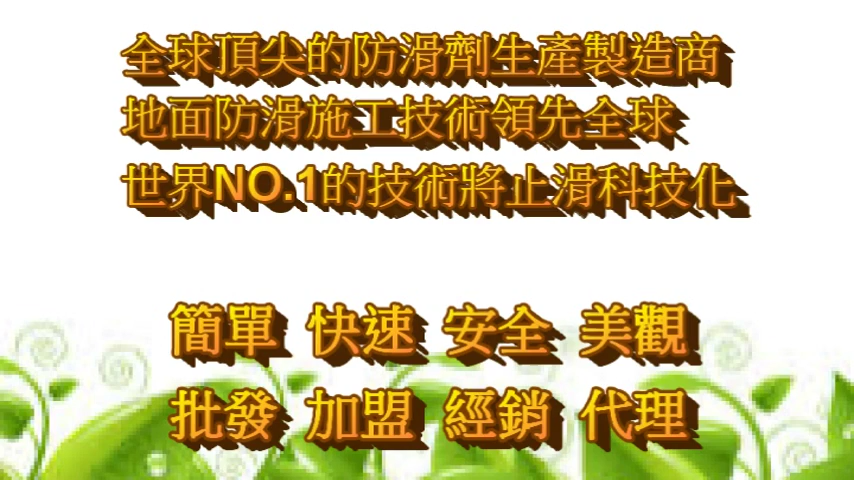 全球頂尖的防滑劑生產製造商
地面防滑施工技術領先全球
世界NO.1的技術將止滑科技化
簡單 快速 安全 美觀
批發 加盟 經銷 代理